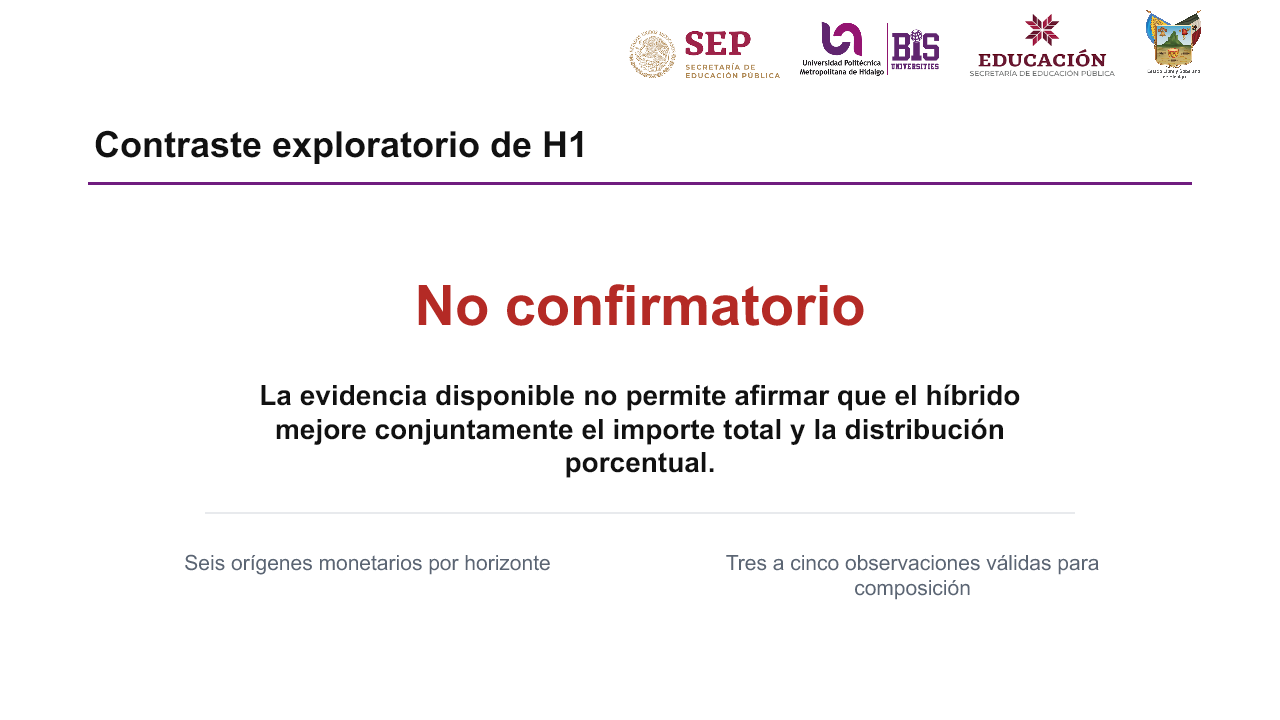 SEP
SECRETARÍA DE
EDUCACIÓN PÚBLICA
Universidad Politécnica
Metropolitana de Hidalgo
BIS
UNIVERSITIES
EDUCACIÓN
SECRETARÍA DE EDUCACIÓN PÚBLICA
Contraste exploratorio de H1
No confirmatorio
La evidencia disponible no permite afirmar que el híbrido
mejore conjuntamente el importe total y la distribución
porcentual.
Seis orígenes monetarios por horizonte
Tres a cinco observaciones válidas para
composición